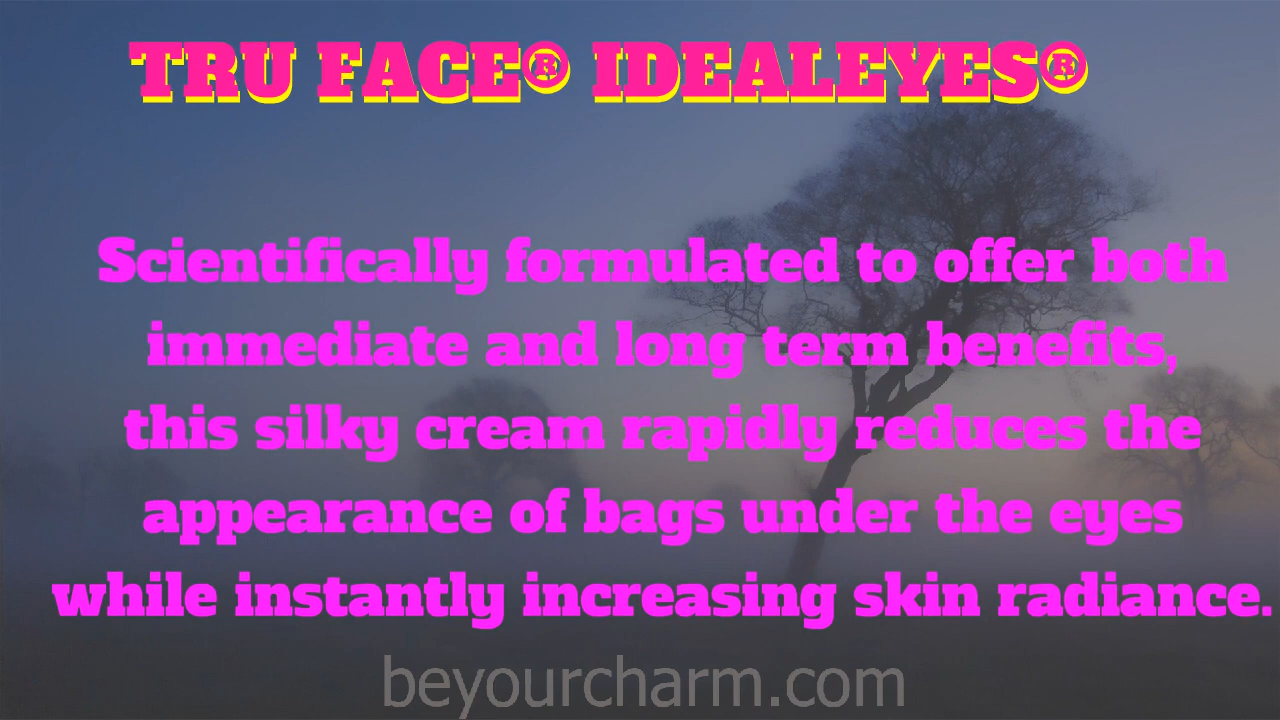 TRU FACE® IDEALEYES®
Scientifically formulated to offer both
immediate and long term benefits,
this silky cream rapidly reduces the
appearance of bags under the eyes
while instantly increasing skin radiance.
beyourcharm.com